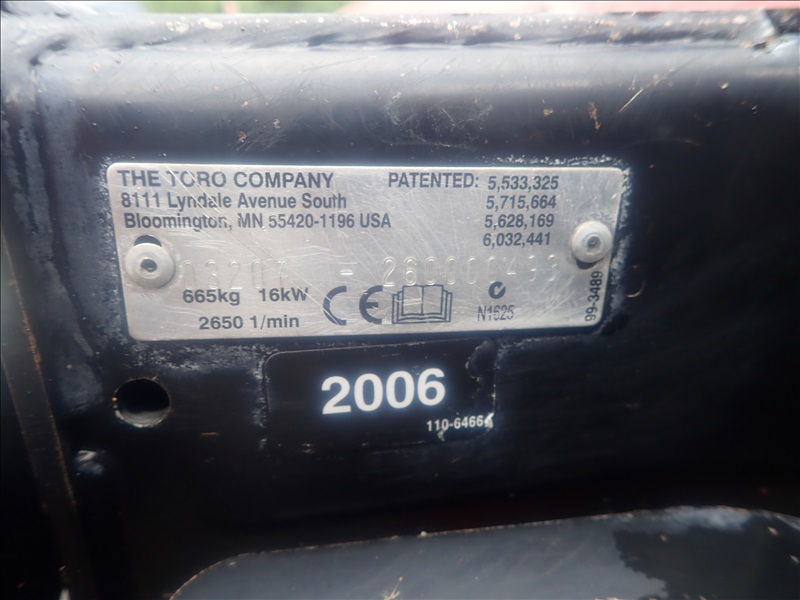 THE TORO COMPANY
8111 Lyndale Avenue South
Bloomington, MN 55420-1196 USA
PATENTED: 5,533,325
5,715,664
5,628,169
6,032,441
665kg 16kW
2650 1/min
CE
N1625
99-3489
2006
110-6466